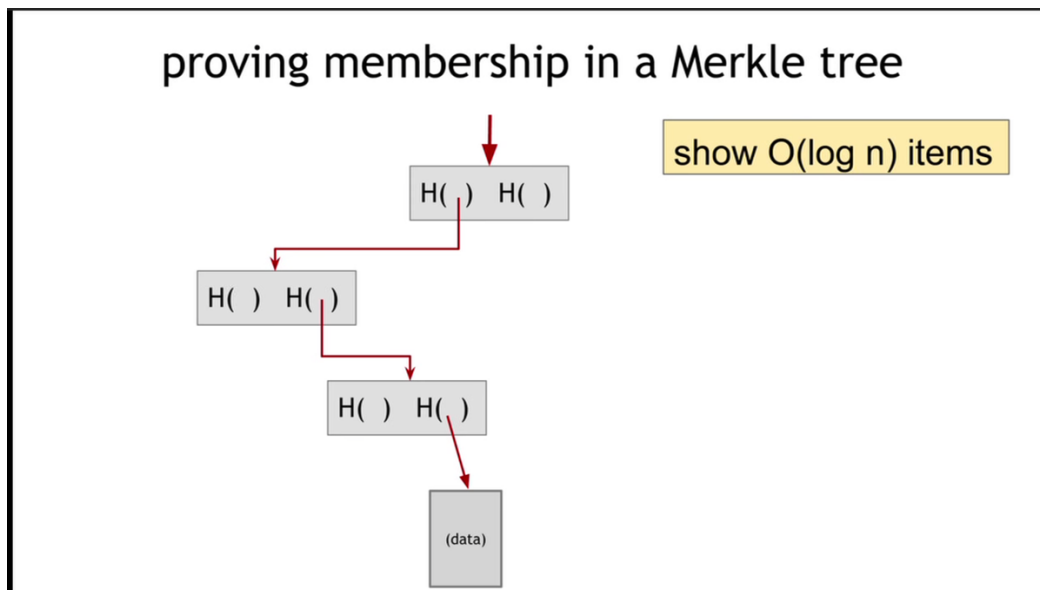 proving membership in a Merkle tree
show O(log n) items
H( ) H( )
H( ) H( )
H( ) H( )
(data)